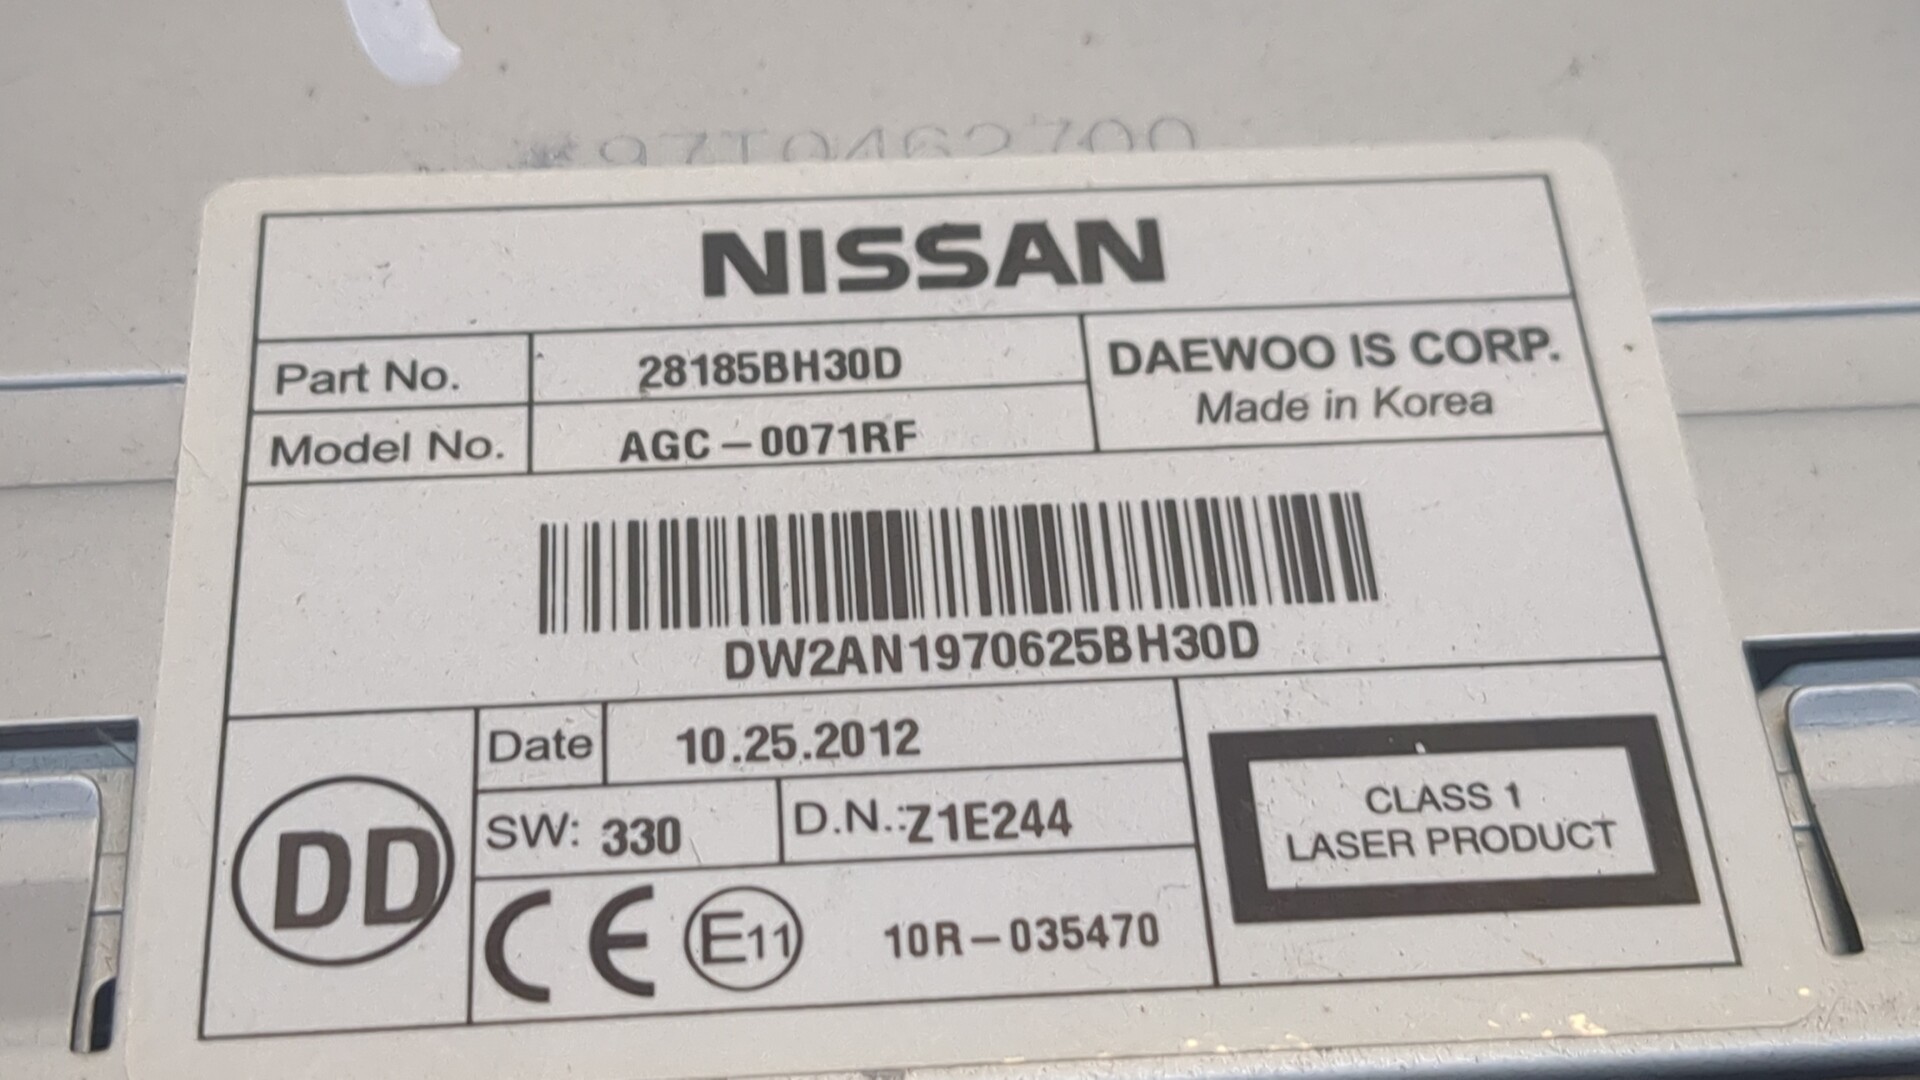 NISSAN
Part No. 28185BH30D
DAEWOO IS CORP.
Made in Korea
Model No. AGC-0071RF
DW2AN1970625BH30D
DD
Date 10.25.2012
SW: 330 D.N.:Z1E244
CE E11 10R-035470
CLASS 1
LASER PRODUCT